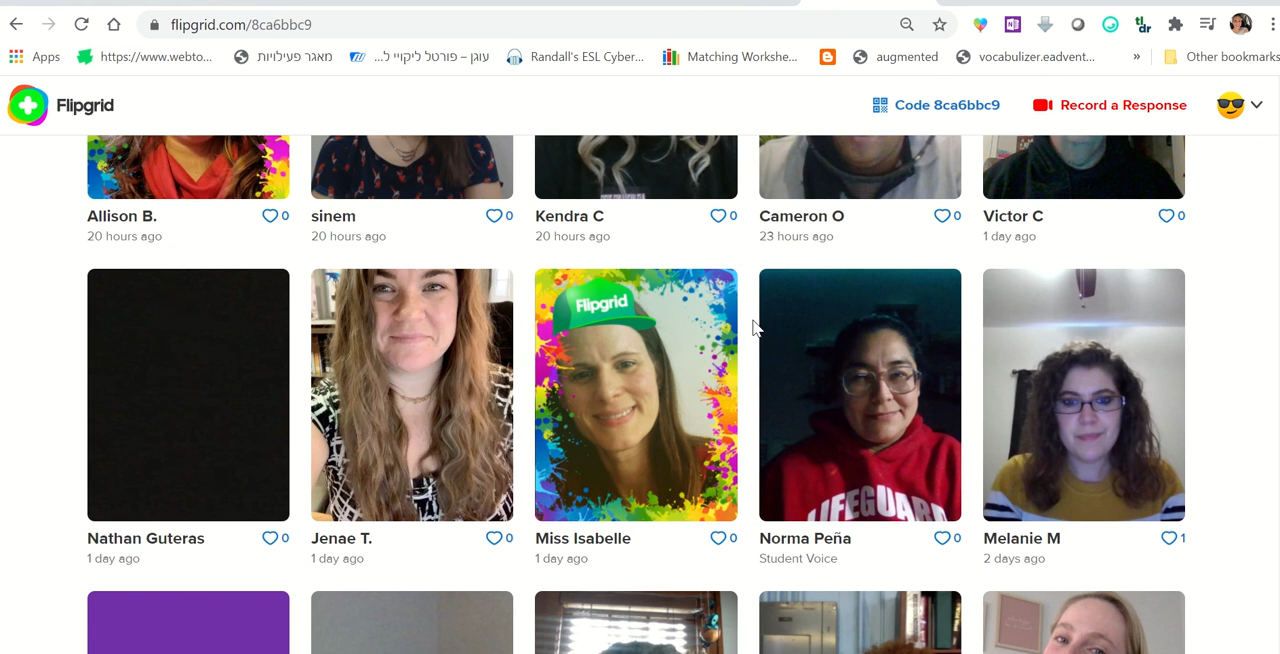 flipgrid.com/8ca6bbc9
Apps https://www.webto... מאגר פעילויות עוגן – פורטל ליקויי ל... Randall's ESL Cyber... Matching Workshe... augmented vocabulizer.eadvent... » Other bookmarks
N
tl;
dr
Flipgrid Code 8ca6bbc9 Record a Response
Allison B. 0 sinem 0 Kendra C 0 Cameron O 0 Victor C 0
20 hours ago 20 hours ago 20 hours ago 23 hours ago 1 day ago
Flipgrid
LIFEGUARD
Nathan Guteras 0 Jenae T. 0 Miss Isabelle 0 Norma Peña 0 Melanie M 1
1 day ago 1 day ago 1 day ago Student Voice 2 days ago